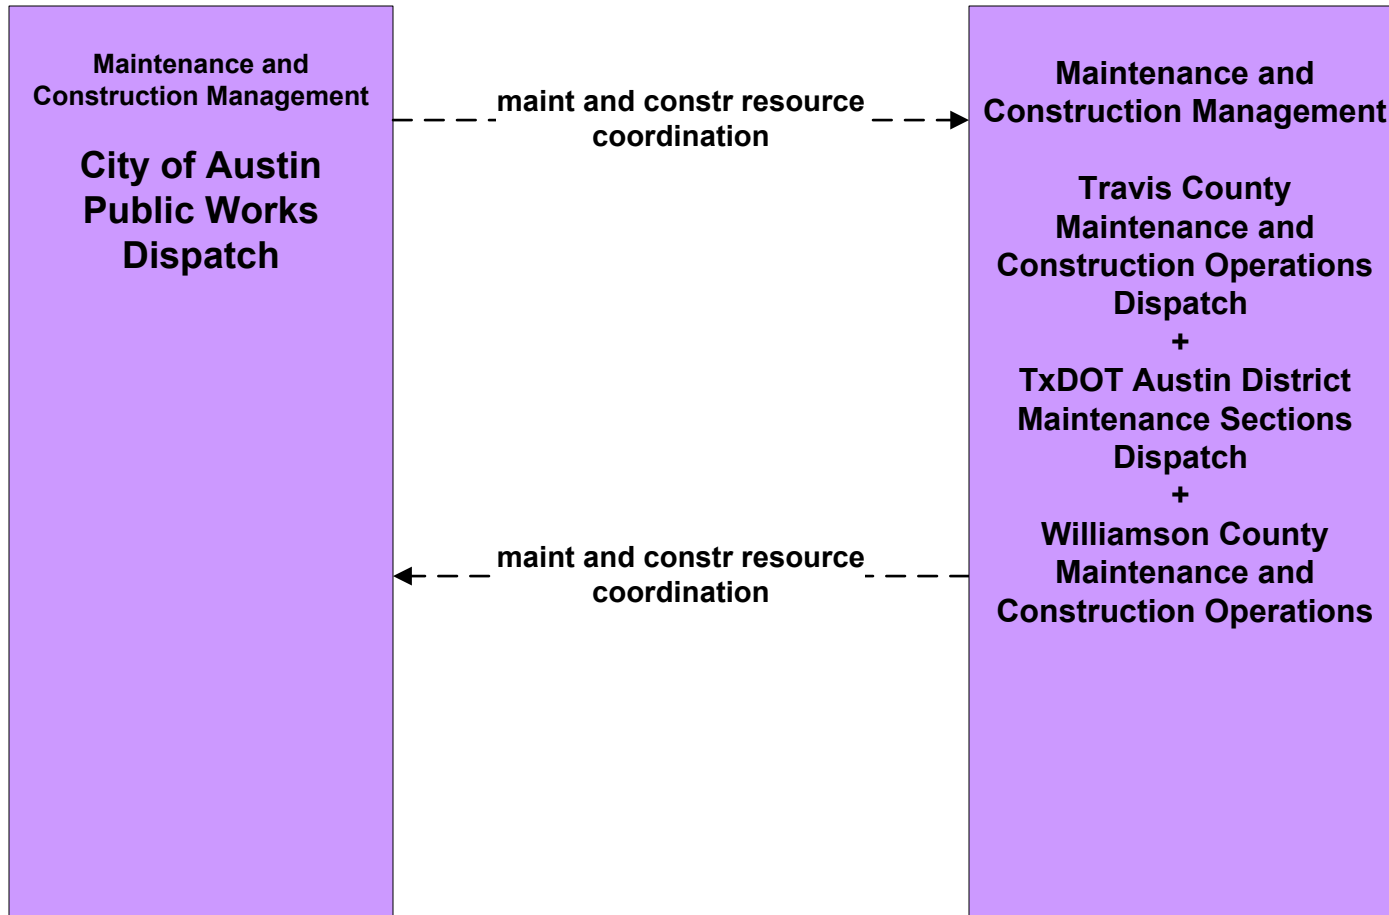 Maintenance and
Construction Management
City of Austin
Public Works
Dispatch
maint and constr resource
coordination
maint and constr resource
coordination
Maintenance and
Construction Management
Travis County
Maintenance and
Construction Operations
Dispatch
+
TxDOT Austin District
Maintenance Sections
Dispatch
+
Williamson County
Maintenance and
Construction Operations